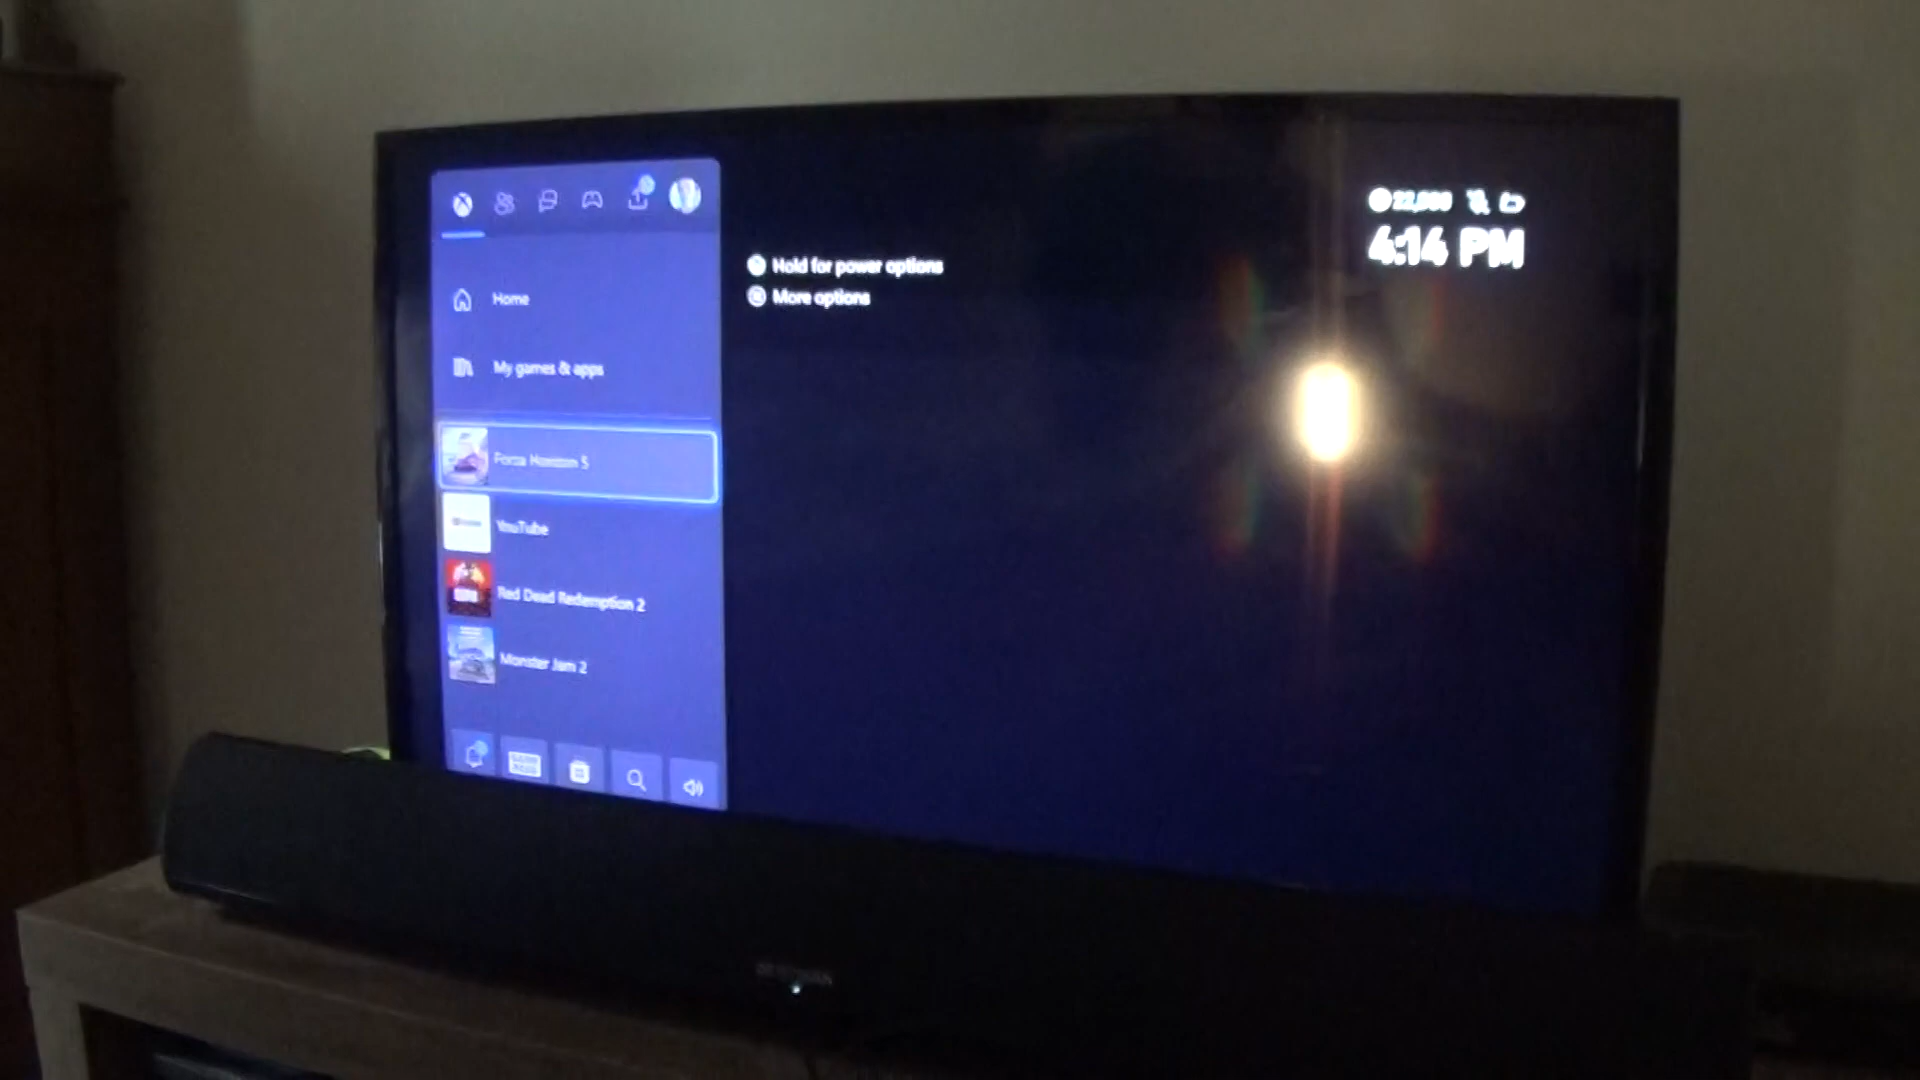 4:14 PM
Hold for power options
More options
Home
My games & apps
Forza Horizon 5
YouTube
Red Dead Redemption 2
Monster Jam 2